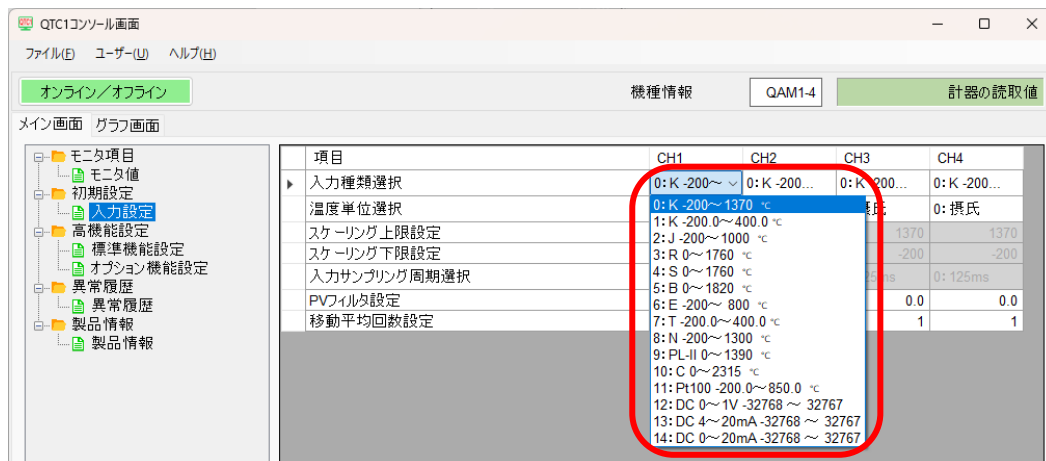 QTC1コンソール画面
ファイル(F) ユーザー(U) ヘルプ(H)
オンライン／オフライン 機種情報 QAM1-4 計器の読取値
メイン画面 グラフ画面
モニタ項目
モニタ値
初期設定
入力設定
高機能設定
標準機能設定
オプション機能設定
異常履歴
異常履歴
製品情報
製品情報
項目 CH1 CH2 CH3 CH4
入力種類選択 0: K -200～ 0: K -200... 0: K -200... 0: K -200...
温度単位選択 0: 摂氏
スケーリング上限設定 1370 1370
スケーリング下限設定 -200 -200
入力サンプリング周期選択 0: 125ms
PVフィルタ設定 0.0 0.0
移動平均回数設定 1 1
0: K -200～1370 ℃
1: K -200.0～400.0 ℃
2: J -200～1000 ℃
3: R 0～1760 ℃
4: S 0～1760 ℃
5: B 0～1820 ℃
6: E -200～ 800 ℃
7: T -200.0～400.0 ℃
8: N -200～1300 ℃
9: PL-II 0～1390 ℃
10: C 0～2315 ℃
11: Pt100 -200.0～850.0 ℃
12: DC 0～1V -32768 ～ 32767
13: DC 4～20mA -32768 ～ 32767
14: DC 0～20mA -32768 ～ 32767